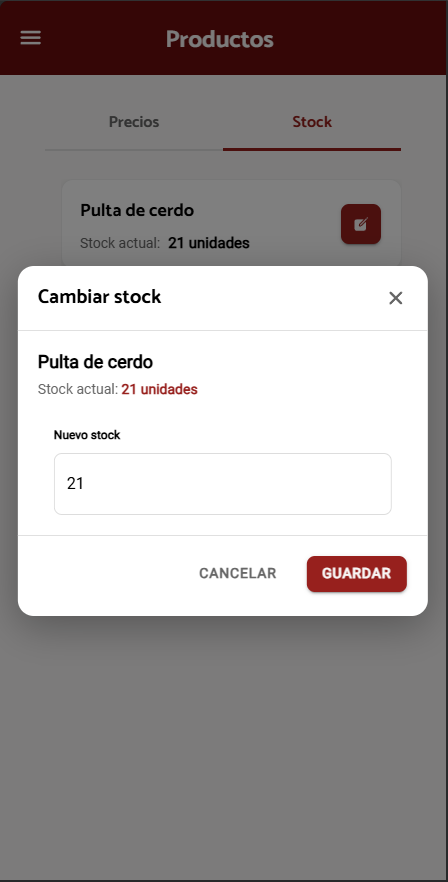 Productos
Precios
Stock
Pulta de cerdo
Stock actual: 21 unidades
Cambiar stock
Pulta de cerdo
Stock actual: 21 unidades
Nuevo stock
21
CANCELAR
GUARDAR